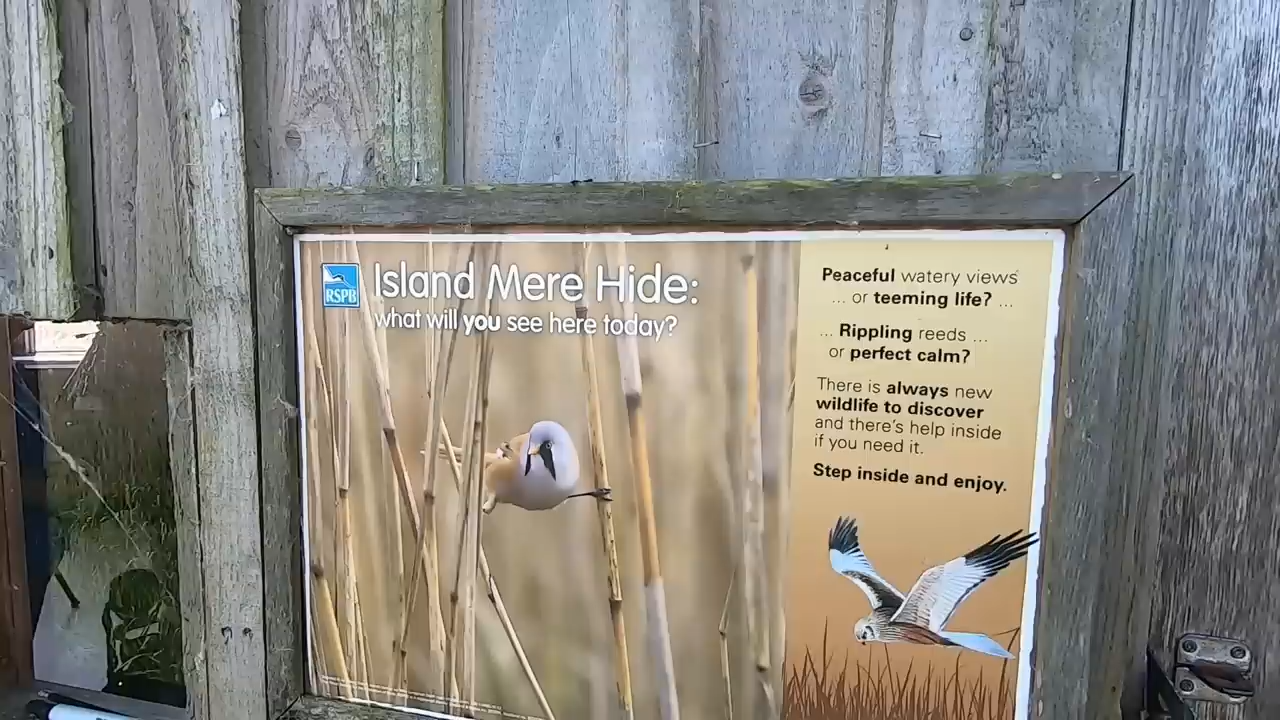 RSPB
Island Mere Hide:
what will you see here today?
Peaceful watery views
... or teeming life? ...
... Rippling reeds ...
or perfect calm?
There is always new
wildlife to discover
and there's help inside
if you need it.
Step inside and enjoy.